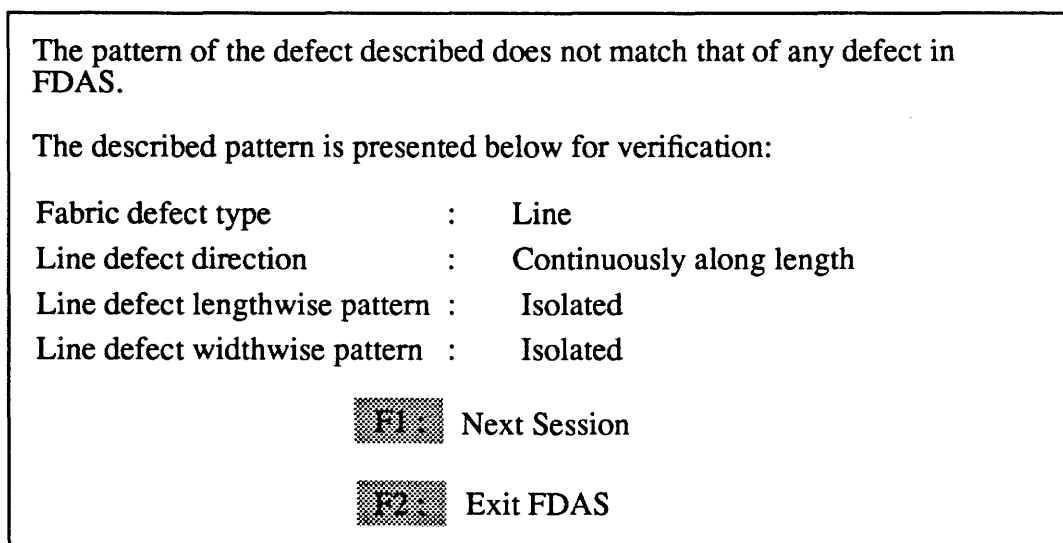 The pattern of the defect described does not match that of any defect in
FDAS.
The described pattern is presented below for verification:
Fabric defect type : Line
Line defect direction : Continuously along length
Line defect lengthwise pattern : Isolated
Line defect widthwise pattern : Isolated
F1 : Next Session
F2 : Exit FDAS